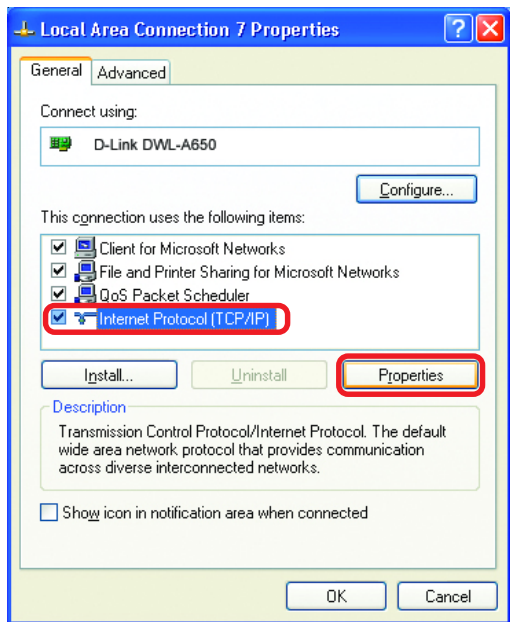 Local Area Connection 7 Properties
General Advanced
Connect using:
D-Link DWL-A650
Configure...
This connection uses the following items:
Client for Microsoft Networks
File and Printer Sharing for Microsoft Networks
QoS Packet Scheduler
Internet Protocol (TCP/IP)
Install... Uninstall Properties
Description
Transmission Control Protocol/Internet Protocol. The default
wide area network protocol that provides communication
across diverse interconnected networks.
Show icon in notification area when connected
OK Cancel